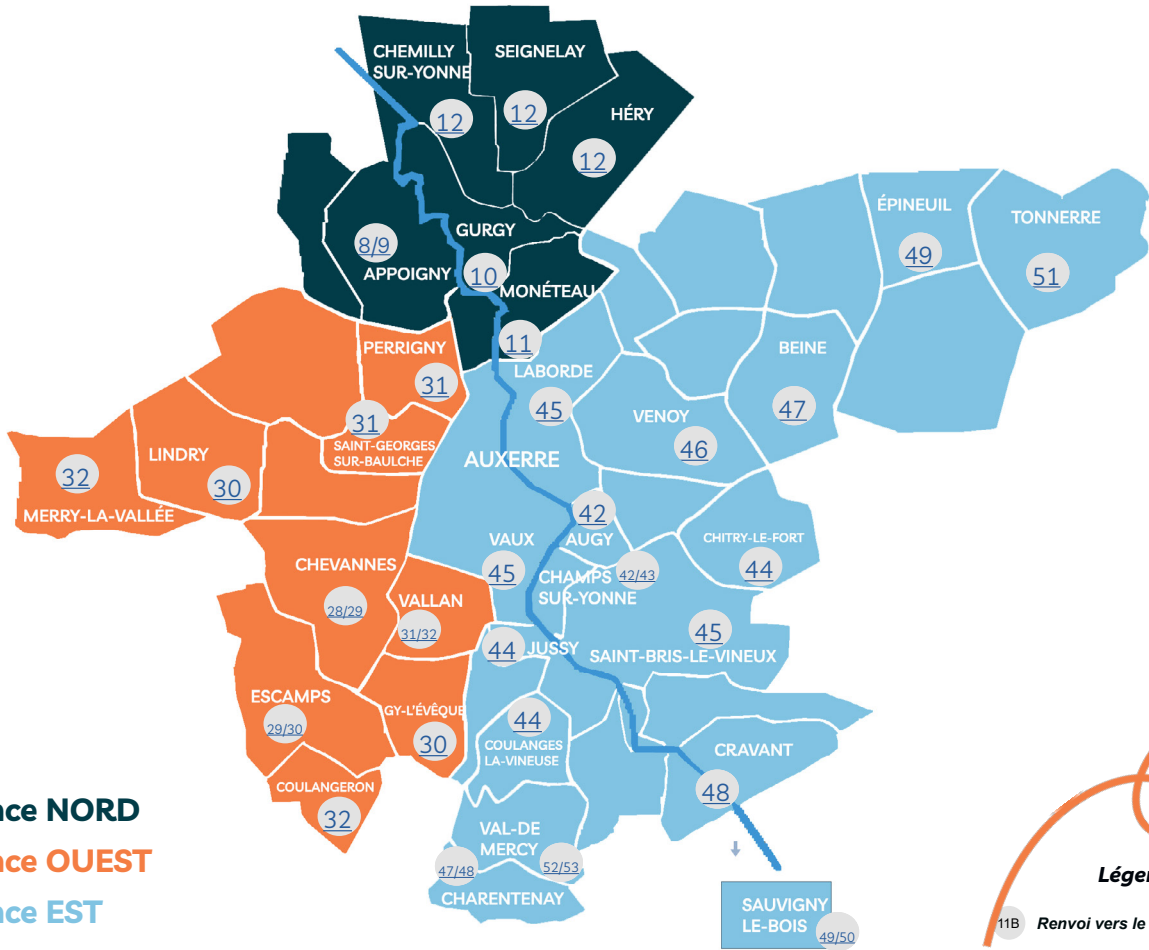 CHEMILLY
SUR-YONNE
12
SEIGNELAY
12
HÉRY
12
8/9
APPOIGNY
GURGY
10
MONÉTEAU
11
ÉPINEUIL
49
TONNERRE
51
PERRIGNY
31
31
SAINT-GEORGES
SUR-BAULCHE
LABORDE
45
VENOY
46
BEINE
47
LINDRY
30
32
MERRY-LA-VALLÉE
AUXERRE
42
AUGY
VAUX
45
CHAMPS
SUR-YONNE
42/43
CHITRY-LE-FORT
44
CHEVANNES
28/29
VALLAN
31/32
44
JUSSY
45
SAINT-BRIS-LE-VINEUX
ESCAMPS
29/30
GY-L'ÉVÊQUE
30
44
COULANGES
LA-VINEUSE
CRAVANT
48
COULANGERON
32
VAL-DE
MERCY
47/48
52/53
CHARENTENAY
SAUVIGNY
LE-BOIS
49/50
nce NORD
nce OUEST
nce EST
Légen
11B Renvoi vers le